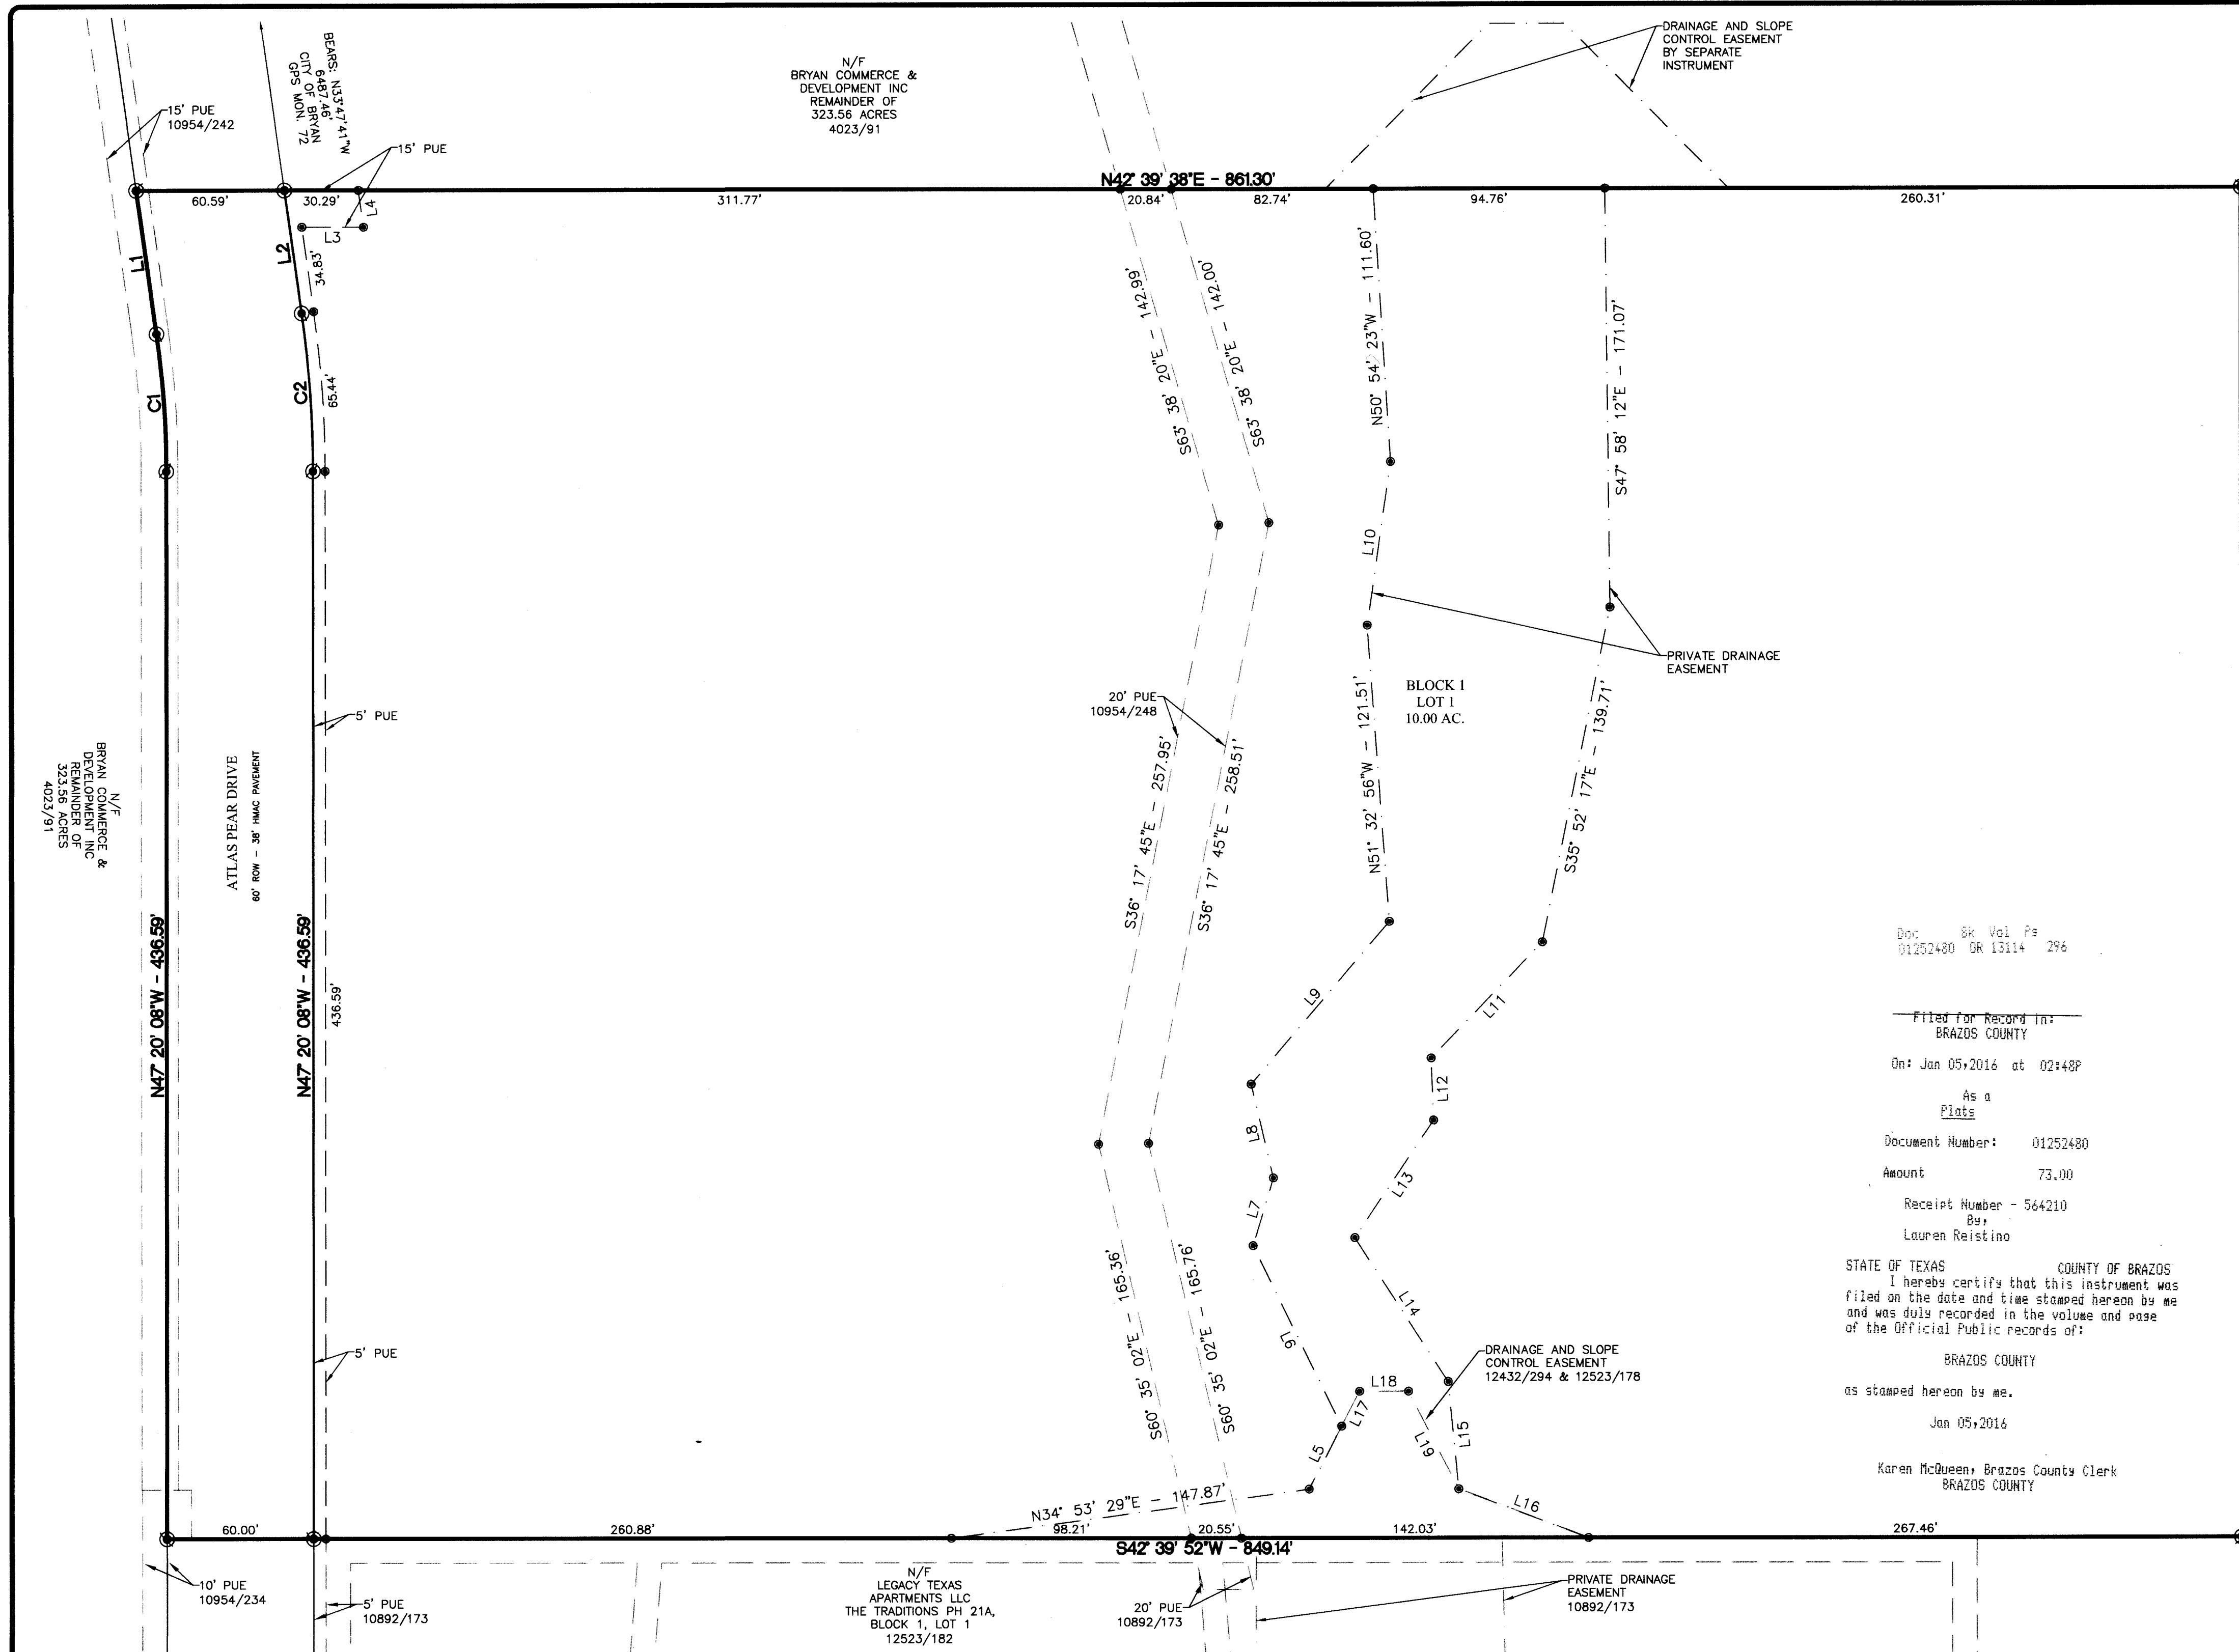 DRAINAGE AND SLOPE
CONTROL EASEMENT
BY SEPARATE
INSTRUMENT
N/F
BRYAN COMMERCE &
DEVELOPMENT INC
REMAINDER OF
323.56 ACRES
4023/91
BEARS: N33°47'41"W
6487.46'
CITY OF BRYAN
GPS MON. 72
15' PUE
10954/242
15' PUE
N42° 39' 38"E - 861.30'
60.59'
30.29'
311.77'
20.84'
82.74'
94.76'
260.31'
L4
L3
L1
L2
34.83'
C1
C2
65.44'
S63° 38' 20"E - 142.99'
S63° 38' 20"E - 142.00'
N50° 54' 23"W - 111.60'
S47° 58' 12"E - 171.07'
L10
PRIVATE DRAINAGE
EASEMENT
BLOCK 1
LOT 1
10.00 AC.
20' PUE
10954/248
5' PUE
N51° 32' 56"W - 121.51'
S35° 52' 17"E - 139.71'
S36° 17' 45"E - 257.95'
S36° 17' 45"E - 258.51'
N/F
BRYAN COMMERCE &
DEVELOPMENT INC
REMAINDER OF
323.56 ACRES
4023/91
ATLAS PEAR DRIVE
60' ROW - 38' HMAC PAVEMENT
N47° 20' 08"W - 436.59'
N47° 20' 08"W - 436.59'
436.59'
L9
L11
L12
L8
L13
L7
L14
L6
S60° 35' 02"E - 165.36'
S60° 35' 02"E - 165.76'
5' PUE
DRAINAGE AND SLOPE
CONTROL EASEMENT
12432/294 & 12523/178
L18
L17
L19
L15
L5
L16
N34° 53' 29"E - 147.87'
60.00'
260.88'
98.21'
20.55'
142.03'
267.46'
S42° 39' 52"W - 849.14'
10' PUE
10954/234
5' PUE
10892/173
N/F
LEGACY TEXAS
APARTMENTS LLC
THE TRADITIONS PH 21A,
BLOCK 1, LOT 1
12523/182
20' PUE
10892/173
PRIVATE DRAINAGE
EASEMENT
10892/173
Doc Bk Vol Pg
01252480 OR 13114 296
Filed for Record in:
BRAZOS COUNTY
On: Jan 05,2016 at 02:48P
As a
Plats
Document Number: 01252480
Amount 73.00
Receipt Number - 564210
By,
Lauren Reistino
STATE OF TEXAS COUNTY OF BRAZOS
I hereby certify that this instrument was
filed on the date and time stamped hereon by me
and was duly recorded in the volume and page
of the Official Public records of:
BRAZOS COUNTY
as stamped hereon by me.
Jan 05,2016
Karen McQueen, Brazos County Clerk
BRAZOS COUNTY